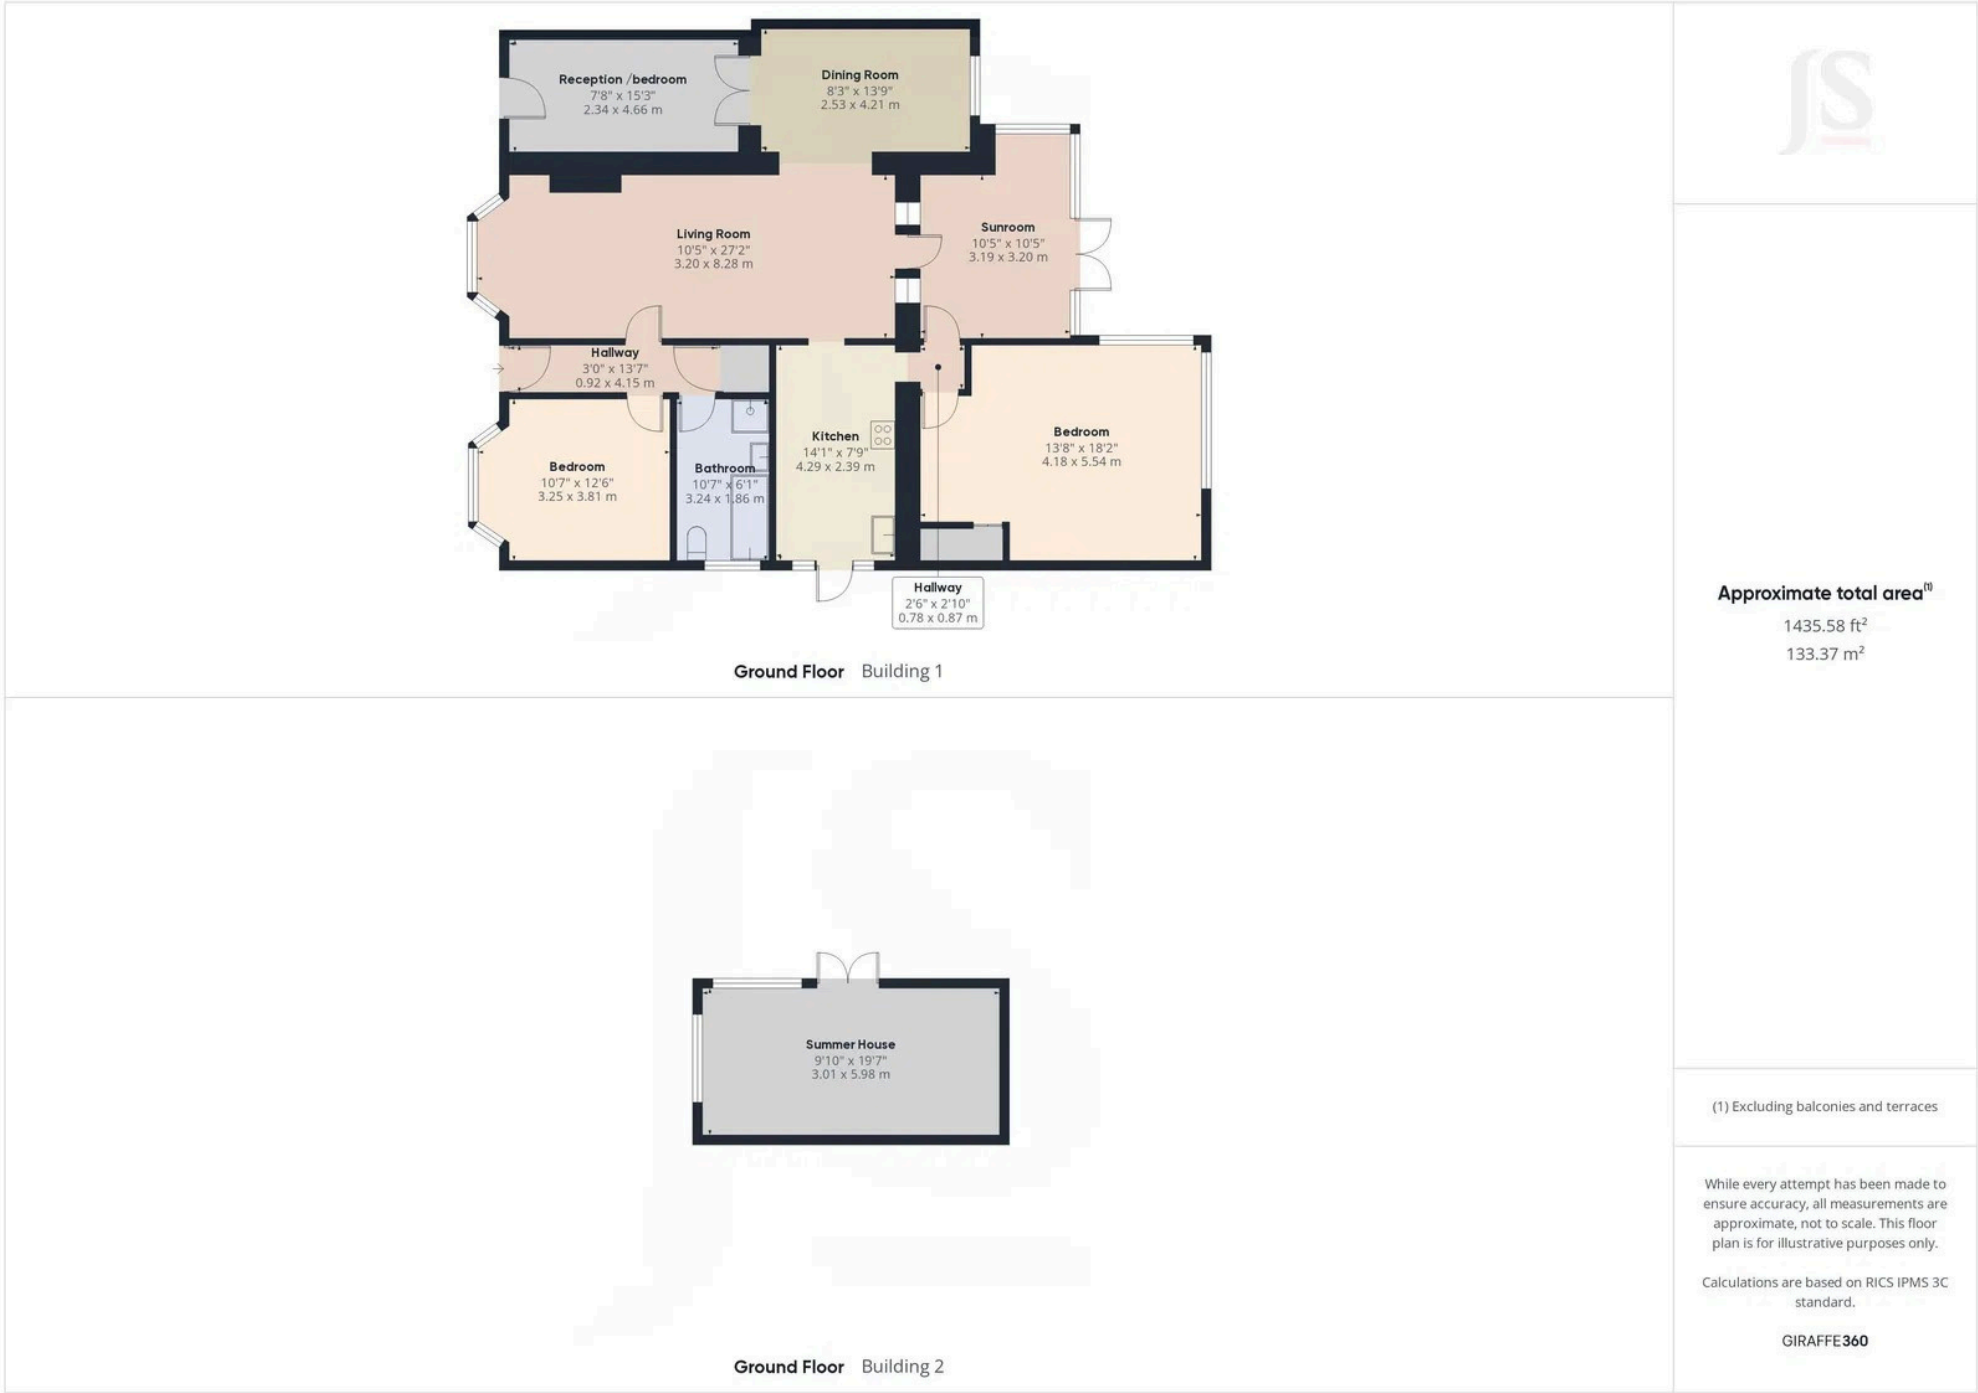 Reception /bedroom
7'8" x 15'3"
2.34 x 4.66 m
Dining Room
8'3" x 13'9"
2.53 x 4.21 m
Living Room
10'5" x 27'2"
3.20 x 8.28 m
Sunroom
10'5" x 10'5"
3.19 x 3.20 m
Hallway
3'0" x 13'7"
0.92 x 4.15 m
Bedroom
10'7" x 12'6"
3.25 x 3.81 m
Bathroom
10'7" x 6'1"
3.24 x 1.86 m
Kitchen
14'1" x 7'9"
4.29 x 2.39 m
Bedroom
13'8" x 18'2"
4.18 x 5.54 m
Hallway
2'6" x 2'10"
0.78 x 0.87 m
Ground Floor Building 1
Summer House
9'10" x 19'7"
3.01 x 5.98 m
Ground Floor Building 2
JS
Approximate total area(1)
1435.58 ft²
133.37 m²
(1) Excluding balconies and terraces
While every attempt has been made to
ensure accuracy, all measurements are
approximate, not to scale. This floor
plan is for illustrative purposes only.
Calculations are based on RICS IPMS 3C
standard.
GIRAFFE360